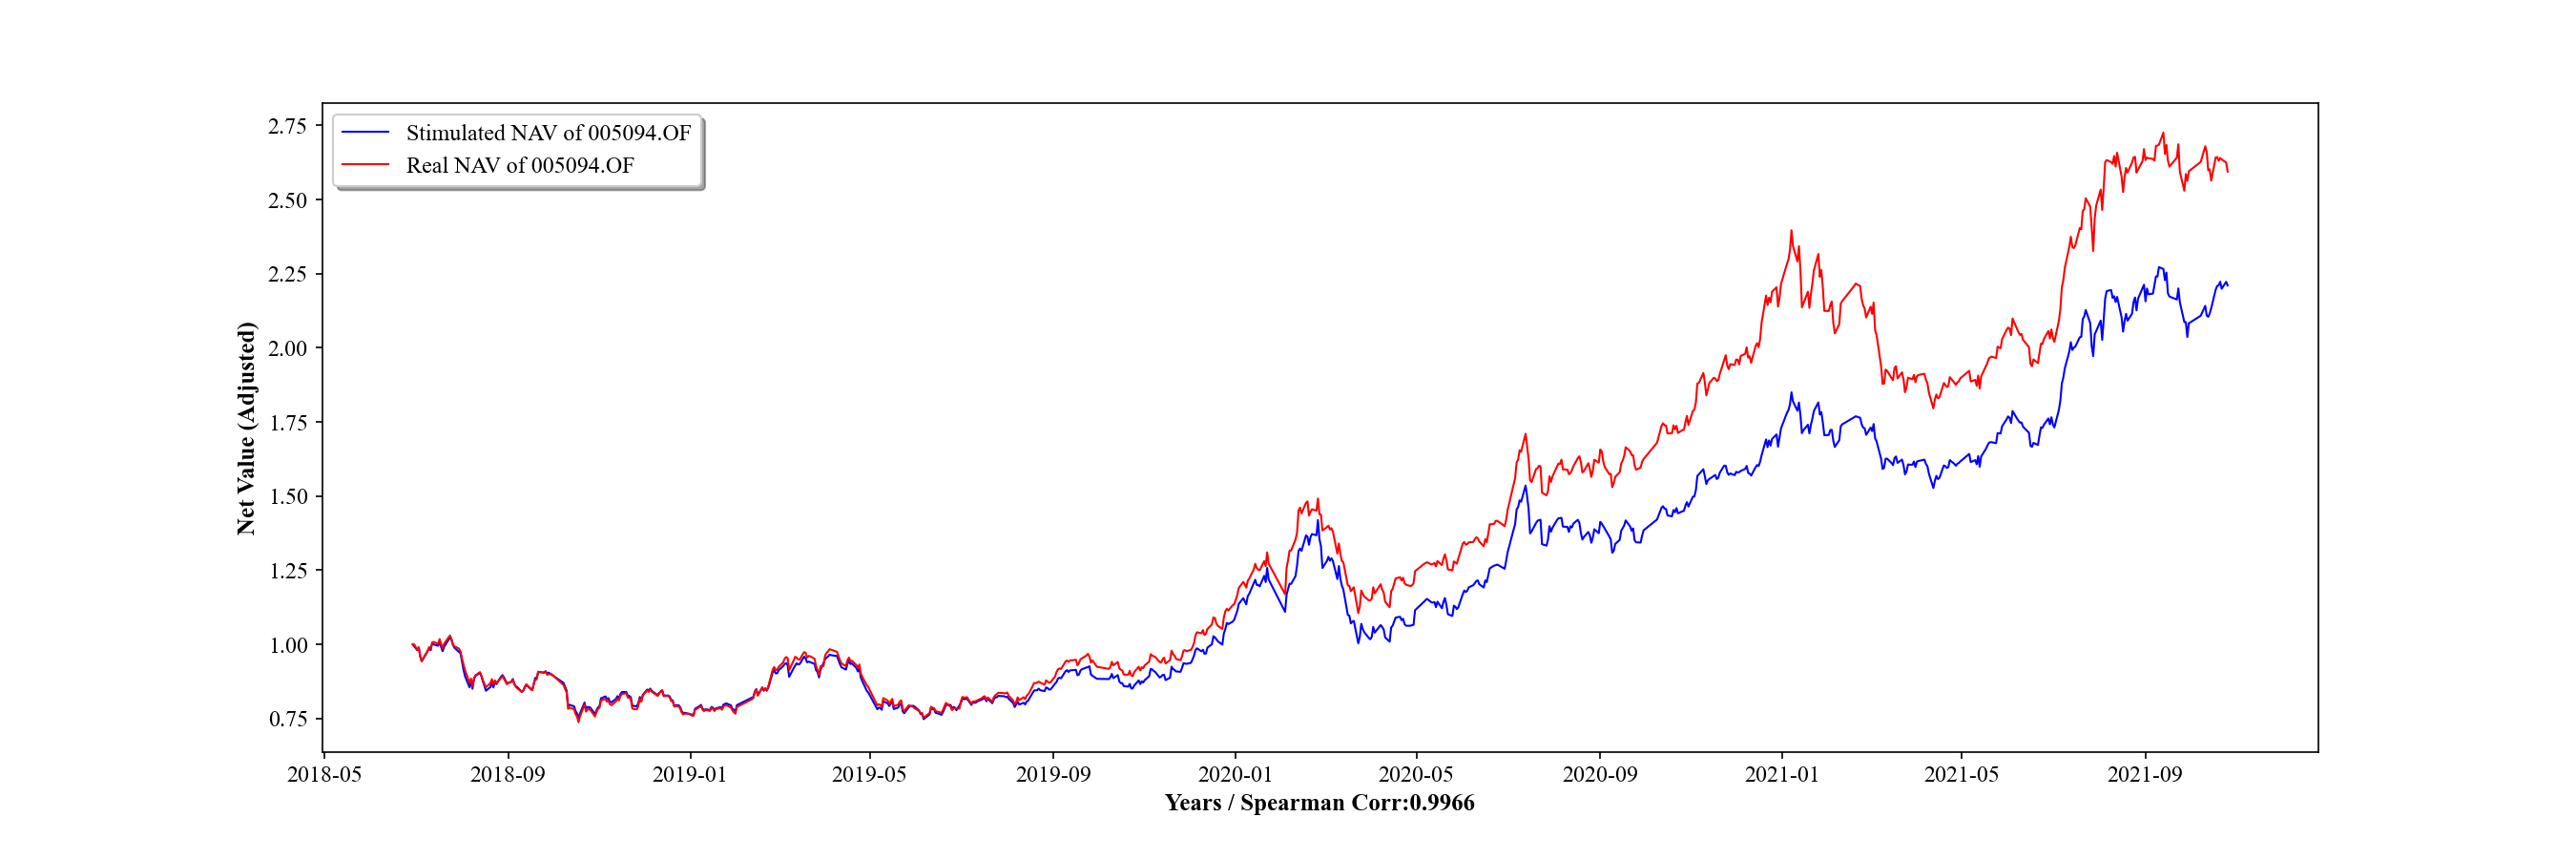 Stimulated NAV of 005094.OF
Real NAV of 005094.OF
2.75
2.50
2.25
2.00
1.75
1.50
1.25
1.00
0.75
Net Value (Adjusted)
2018-05 2018-09 2019-01 2019-05 2019-09 2020-01 2020-05 2020-09 2021-01 2021-05 2021-09
Years / Spearman Corr:0.9966